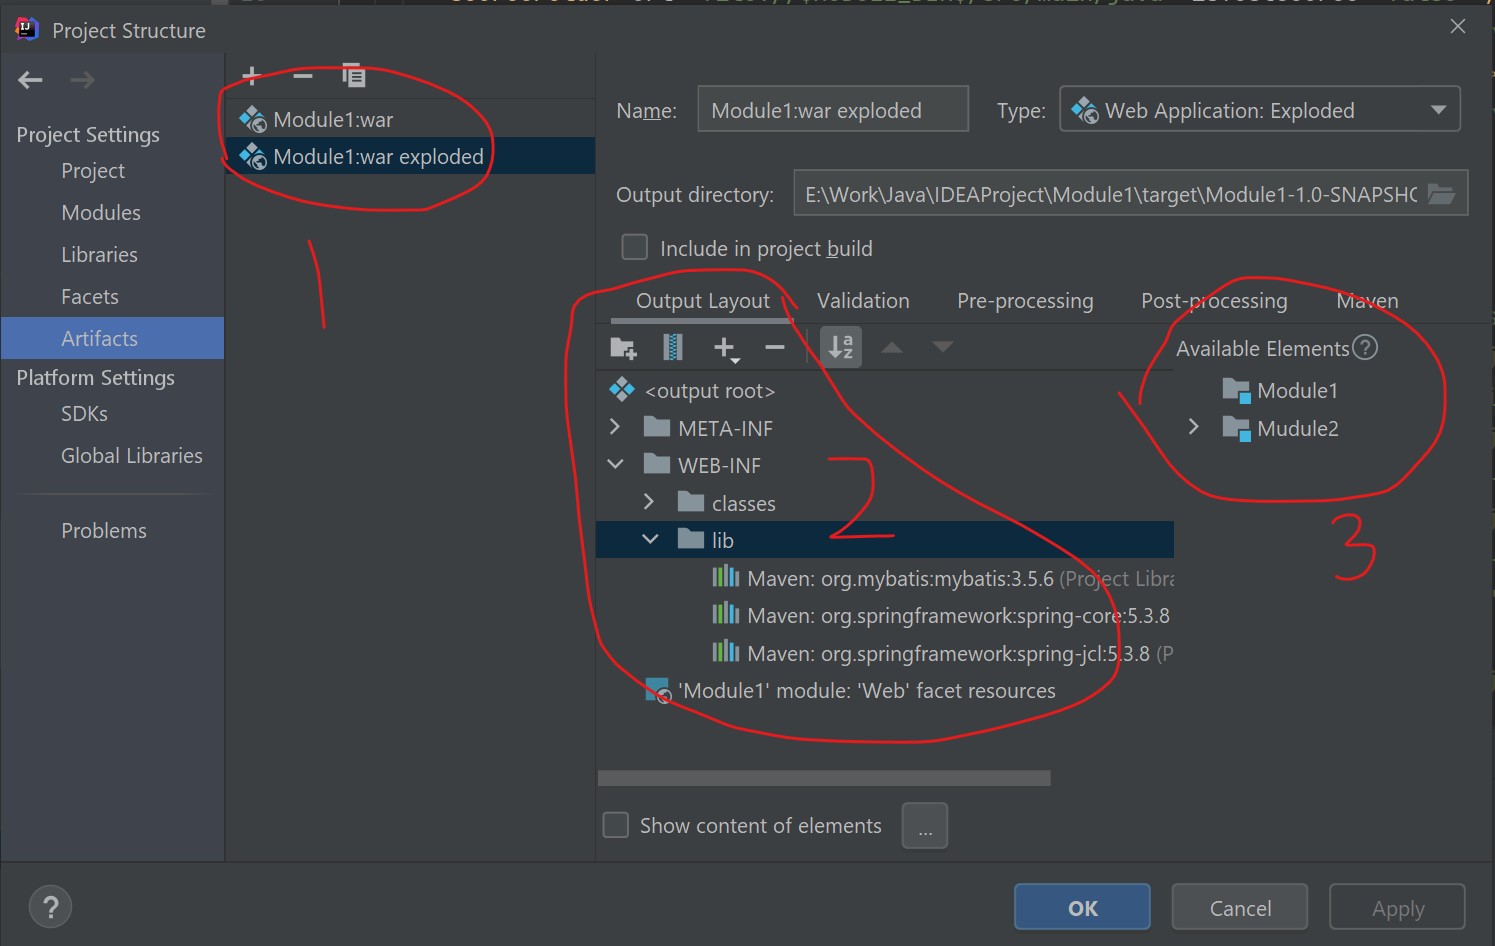 Project Structure
Project Settings
Project
Modules
Libraries
Facets
Artifacts
Platform Settings
SDKs
Global Libraries
Problems
Module1:war
Module1:war exploded
1
Name: Module1:war exploded
Type: Web Application: Exploded
Output directory: E:\Work\Java\IDEAProject\Module1\target\Module1-1.0-SNAPSHO
Include in project build
Output Layout Validation Pre-processing Post-processing Maven
<output root>
META-INF
WEB-INF
classes
lib
Maven: org.mybatis:mybatis:3.5.6 (Project Libra
Maven: org.springframework:spring-core:5.3.8
Maven: org.springframework:spring-jcl:5.3.8 (P
'Module1' module: 'Web' facet resources
2
Available Elements ?
Module1
Mudule2
3
Show content of elements ...
? OK Cancel Apply